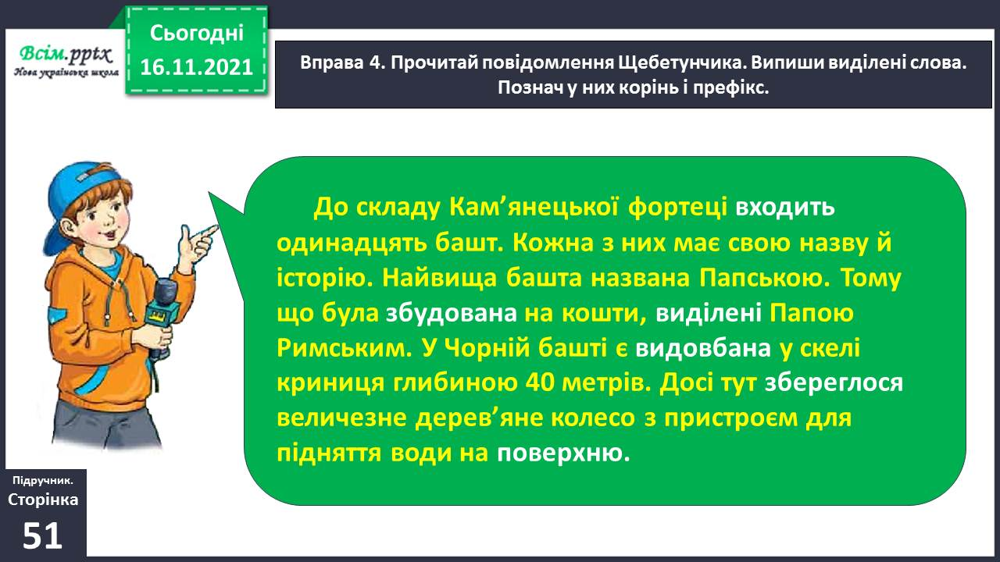 Всім.pptx
Нова українська школа
Сьогодні
16.11.2021
Вправа 4. Прочитай повідомлення Щебетунчика. Випиши виділені слова.
Познач у них корінь і префікс.
До складу Кам’янецької фортеці входить
одинадцять башт. Кожна з них має свою назву й
історію. Найвища башта названа Папською. Тому
що була збудована на кошти, виділені Папою
Римським. У Чорній башті є видовбана у скелі
криниця глибиною 40 метрів. Досі тут збереглося
величезне дерев’яне колесо з пристроєм для
підняття води на поверхню.
Підручник.
Сторінка
51